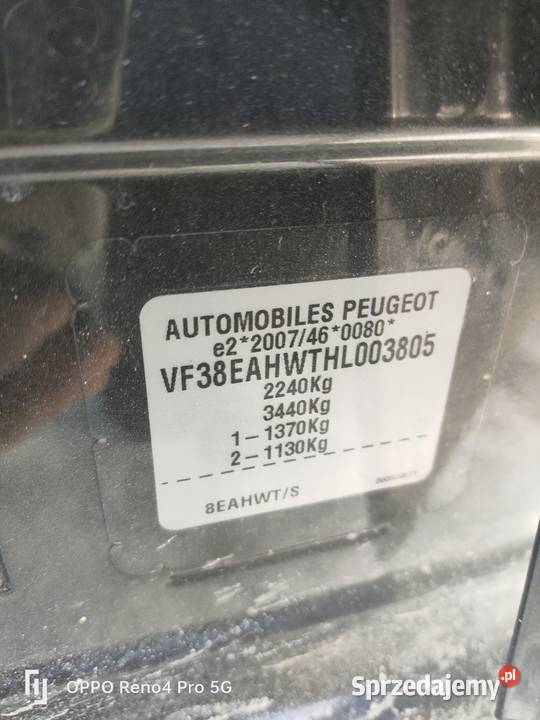 AUTOMOBILES PEUGEOT
e2*2007/46*0080*
VF38EAHWTHL003805
2240Kg
3440Kg
1-1370Kg
2-1130Kg
8EAHWT/S
OPPO Reno4 Pro 5G
Sprzedajemy.pl